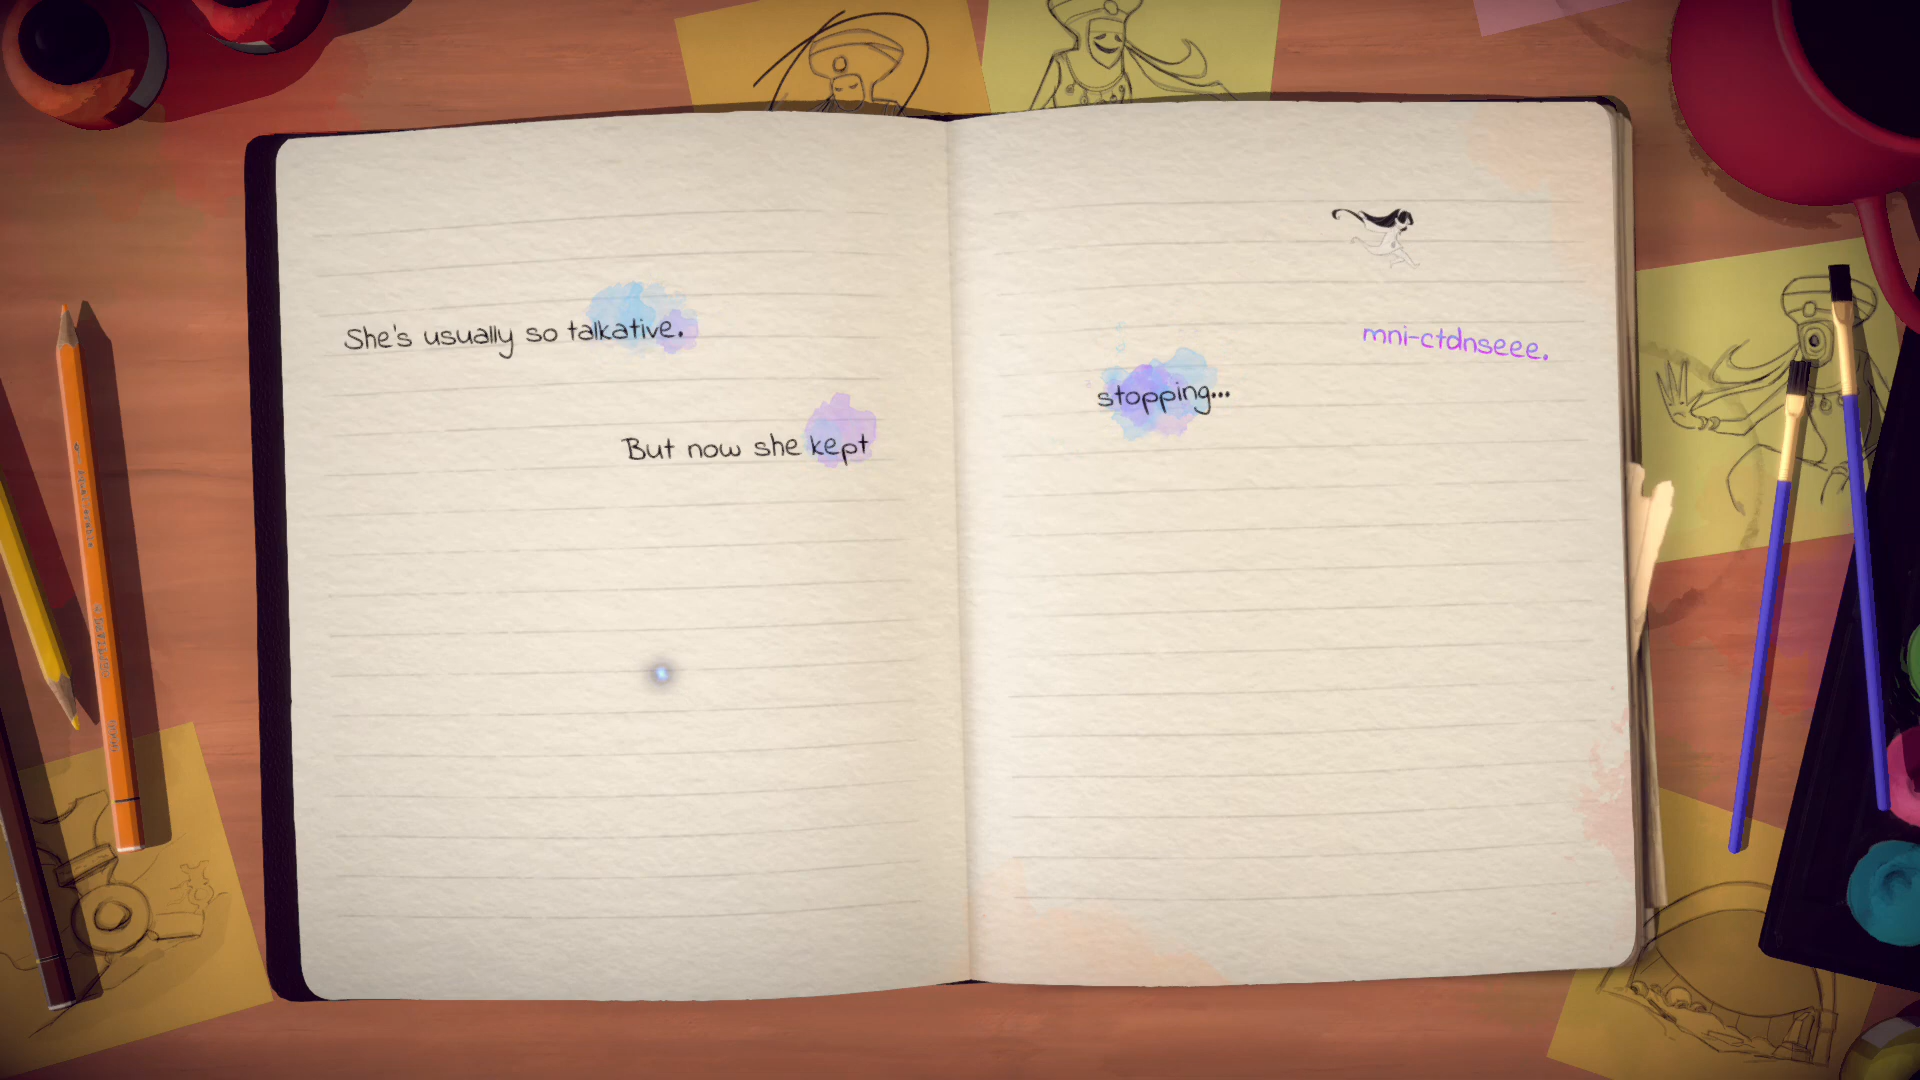 She's usually so talkative.
But now she kept
stopping...
mni-ctdnseee.